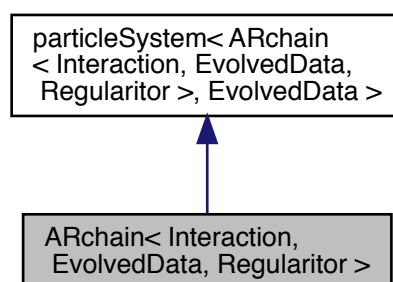 particleSystem< ARchain
< Interaction, EvolvedData,
Regularitor >, EvolvedData >
ARchain< Interaction,
EvolvedData, Regularitor >